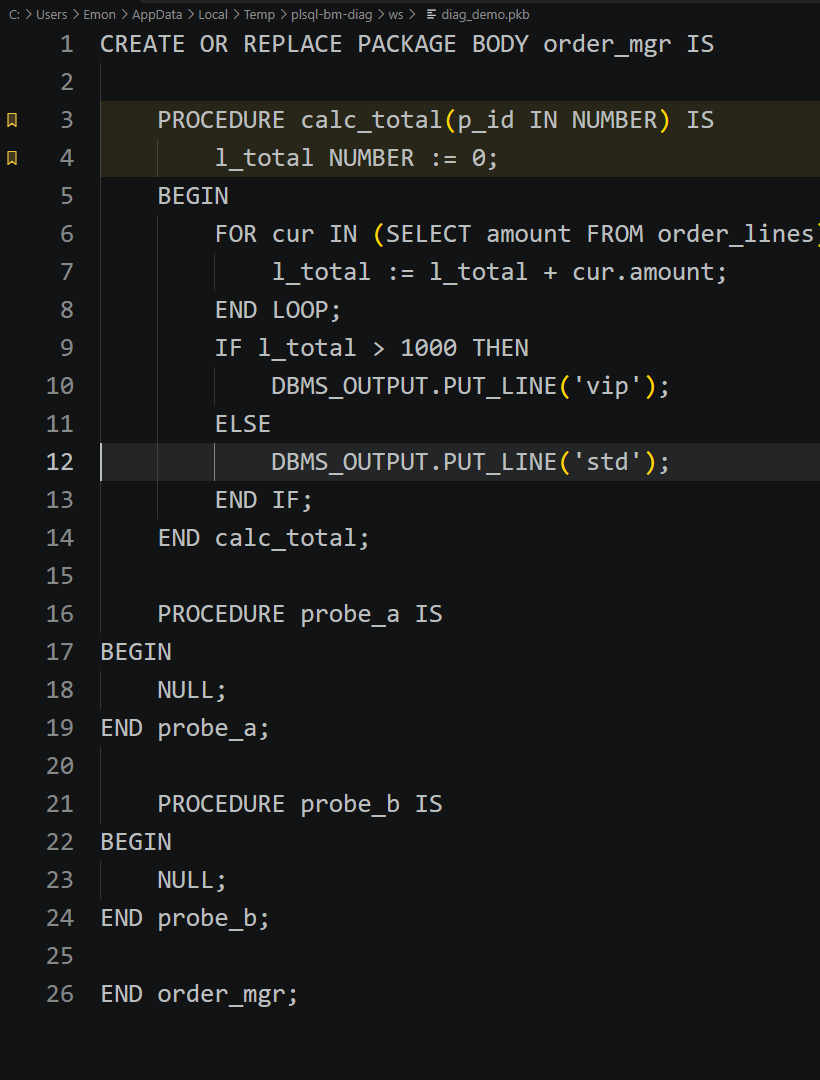 C: > Users > Emon > AppData > Local > Temp > plsql-bm-diag > ws > diag_demo.pkb
1 CREATE OR REPLACE PACKAGE BODY order_mgr IS
2
3     PROCEDURE calc_total(p_id IN NUMBER) IS
4         l_total NUMBER := 0;
5     BEGIN
6         FOR cur IN (SELECT amount FROM order_lines)
7             l_total := l_total + cur.amount;
8         END LOOP;
9         IF l_total > 1000 THEN
10             DBMS_OUTPUT.PUT_LINE('vip');
11         ELSE
12             DBMS_OUTPUT.PUT_LINE('std');
13         END IF;
14     END calc_total;
15
16     PROCEDURE probe_a IS
17 BEGIN
18     NULL;
19 END probe_a;
20
21     PROCEDURE probe_b IS
22 BEGIN
23     NULL;
24 END probe_b;
25
26 END order_mgr;